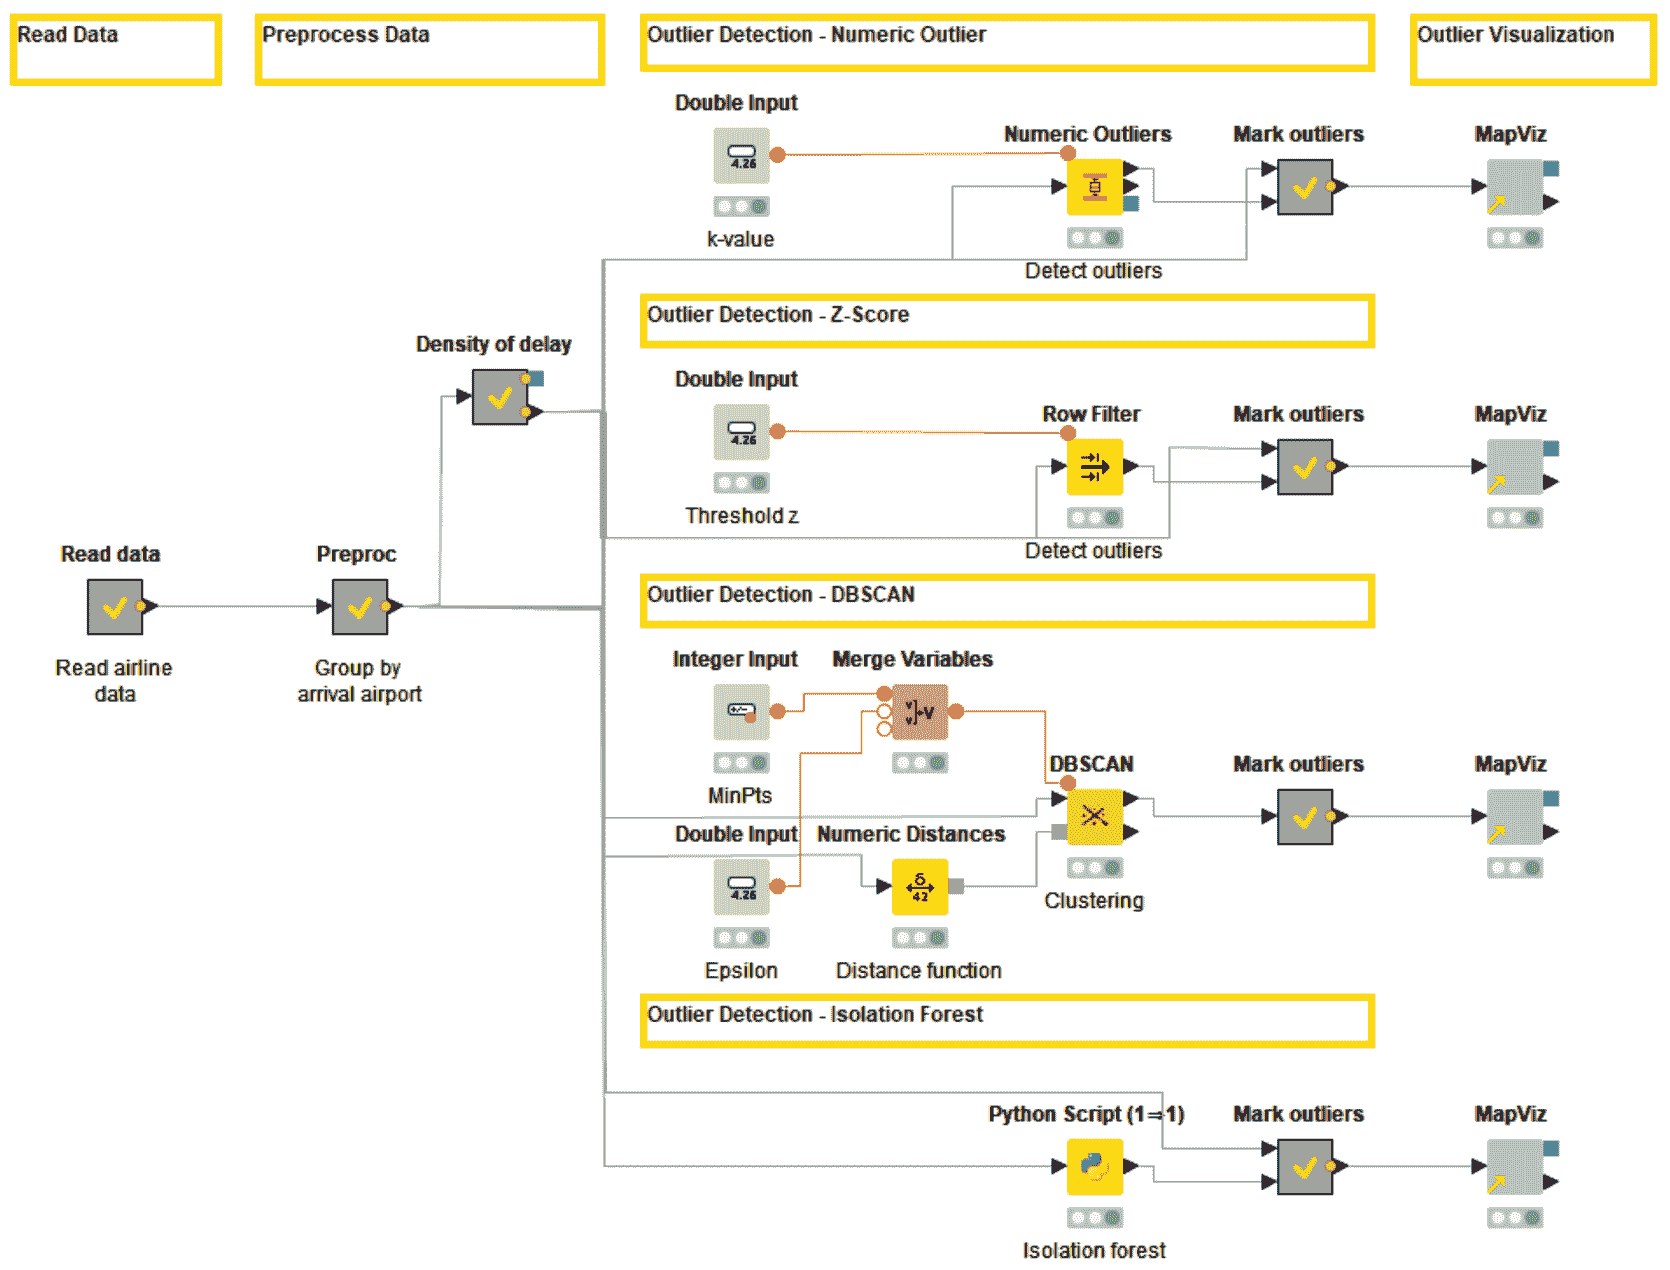 Read Data
Preprocess Data
Outlier Detection - Numeric Outlier
Outlier Visualization
Double Input
4.26
k-value
Numeric Outliers
Detect outliers
Mark outliers
MapViz
Density of delay
Outlier Detection - Z-Score
Double Input
4.26
Threshold z
Row Filter
Detect outliers
Mark outliers
MapViz
Read data
Read airline
data
Preproc
Group by
arrival airport
Outlier Detection - DBSCAN
Integer Input
+/-
MinPts
Merge Variables
v
v
V
DBSCAN
Clustering
Mark outliers
MapViz
Double Input
4.26
Epsilon
Numeric Distances
δ
42
Distance function
Outlier Detection - Isolation Forest
Python Script (1⇒1)
Isolation forest
Mark outliers
MapViz